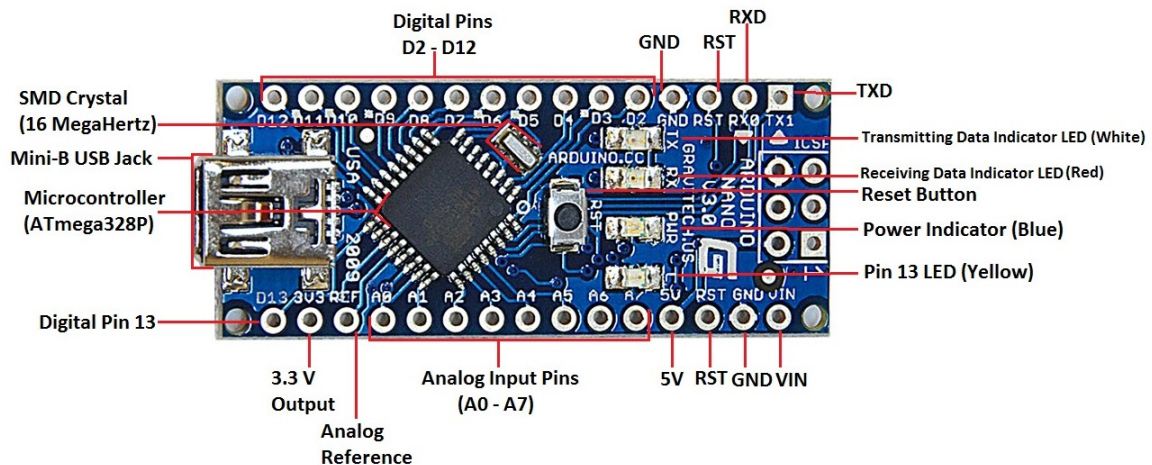 Digital Pins
D2 - D12
GND
RST
RXD
TXD
SMD Crystal
(16 MegaHertz)
Mini-B USB Jack
Microcontroller
(ATmega328P)
Digital Pin 13
3.3 V
Output
Analog
Reference
Analog Input Pins
(A0 - A7)
5V
RST
GND
VIN
Transmitting Data Indicator LED (White)
Receiving Data Indicator LED (Red)
Reset Button
Power Indicator (Blue)
Pin 13 LED (Yellow)
D12 D11 D10 D9 D8 D7 D6 D5 D4 D3 D2 GND RST RX0 TX1
ICSP
ARDUINO.CC
TX
RX
PWR
L
RST
USA
2009
GRAVITECH.US
ARDUINO
NANO
V3.0
G
1
D13 3V3 REF A0 A1 A2 A3 A4 A5 A6 A7 5V RST GND VIN